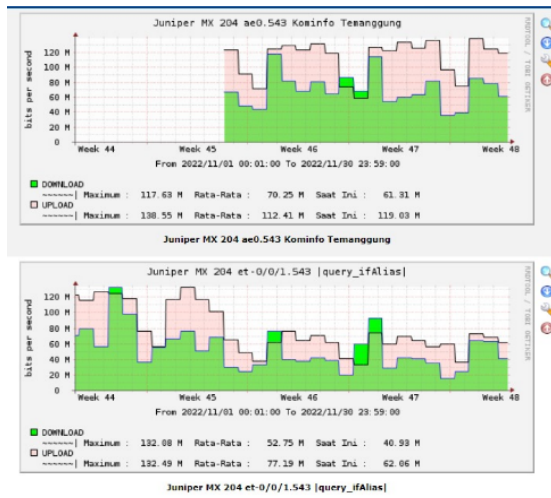 Juniper MX 204 ae0.543 Kominfo Temanggung
RRDTOOL / TOBI OETIKER
bits per second
120 M
100 M
80 M
60 M
40 M
20 M
0
Week 44 Week 45 Week 46 Week 47 Week 48
From 2022/11/01 00:01:00 To 2022/11/30 23:59:00
DOWNLOAD
~~~~~~| Maximum : 117.63 M Rata-Rata : 70.25 M Saat Ini : 61.31 M
UPLOAD
~~~~~~| Maximum : 138.55 M Rata-Rata : 112.41 M Saat Ini : 119.03 M
Juniper MX 204 ae0.543 Kominfo Temanggung
Juniper MX 204 et-0/0/1.543 |query_ifAlias|
RRDTOOL / TOBI OETIKER
bits per second
120 M
100 M
80 M
60 M
40 M
20 M
0
Week 44 Week 45 Week 46 Week 47 Week 48
From 2022/11/01 00:01:00 To 2022/11/30 23:59:00
DOWNLOAD
~~~~~~| Maximum : 132.08 M Rata-Rata : 52.75 M Saat Ini : 40.93 M
UPLOAD
~~~~~~| Maximum : 132.49 M Rata-Rata : 77.19 M Saat Ini : 62.06 M
Juniper MX 204 et-0/0/1.543 |query_ifAlias|